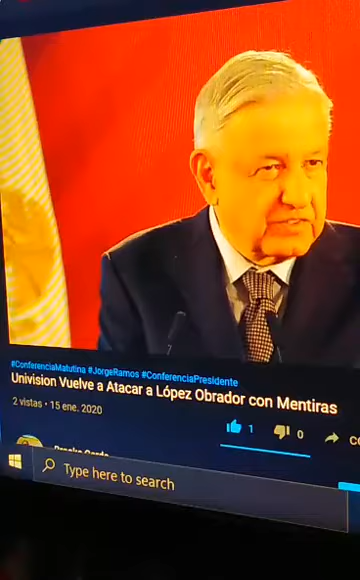 #ConferenciaMatutina #JorgeRamos #ConferenciaPresidente
Univision Vuelve a Atacar a López Obrador con Mentiras
2 vistas • 15 ene. 2020
1
0
Type here to search